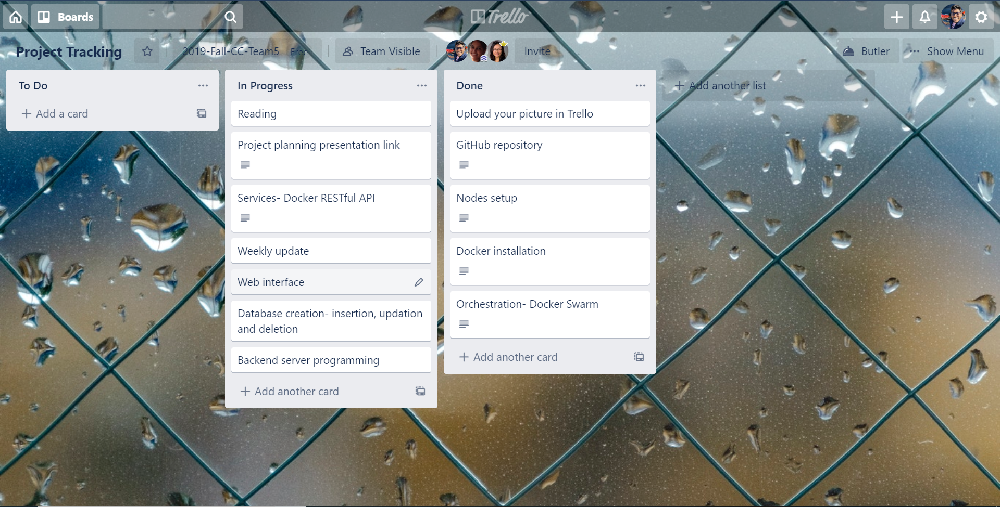 Boards
Trello
Project Tracking
2019-Fall-CC-Team5 Free
Team Visible
Invite
Butler
Show Menu
To Do
Add a card
In Progress
Reading
Project planning presentation link
Services- Docker RESTful API
Weekly update
Web interface
Database creation- insertion, updation
and deletion
Backend server programming
Add another card
Done
Upload your picture in Trello
GitHub repository
Nodes setup
Docker installation
Orchestration- Docker Swarm
Add another card
Add another list